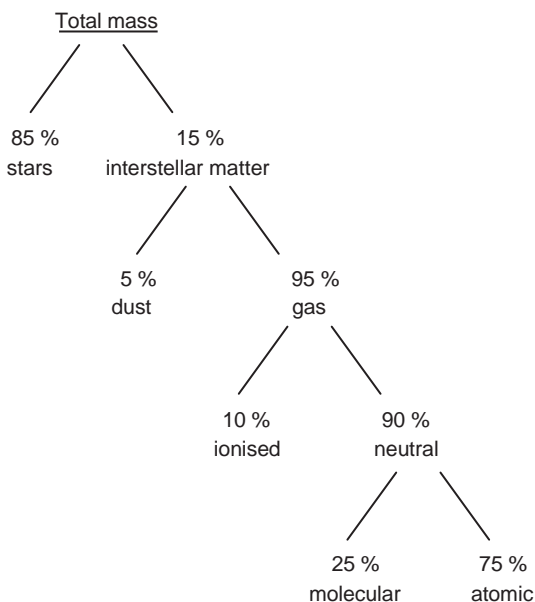 Total mass
85 % 15 %
stars interstellar matter
5 % 95 %
dust gas
10 % 90 %
ionised neutral
25 % 75 %
molecular atomic